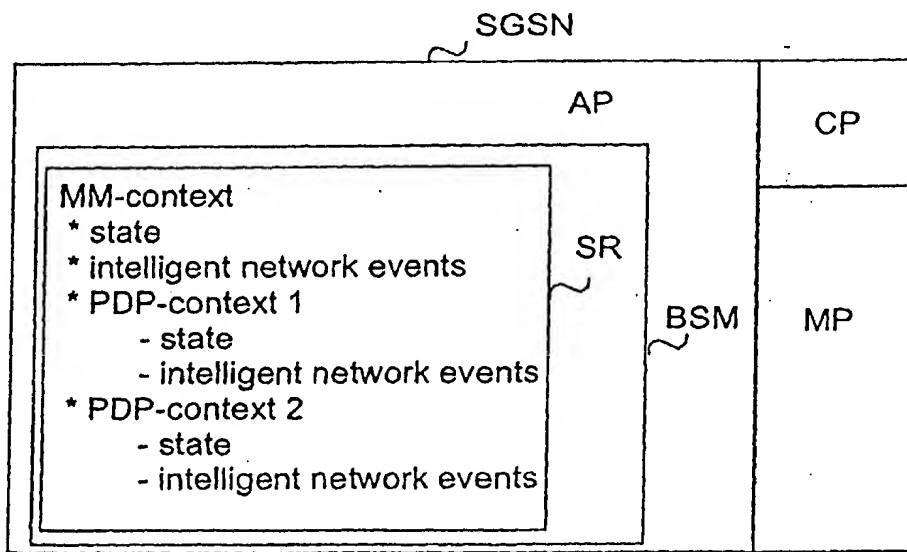 SGSN
AP
CP
MM-context
* state
* intelligent network events
SR
* PDP-context 1
BSM
MP
- state
- intelligent network events
* PDP-context 2
- state
- intelligent network events